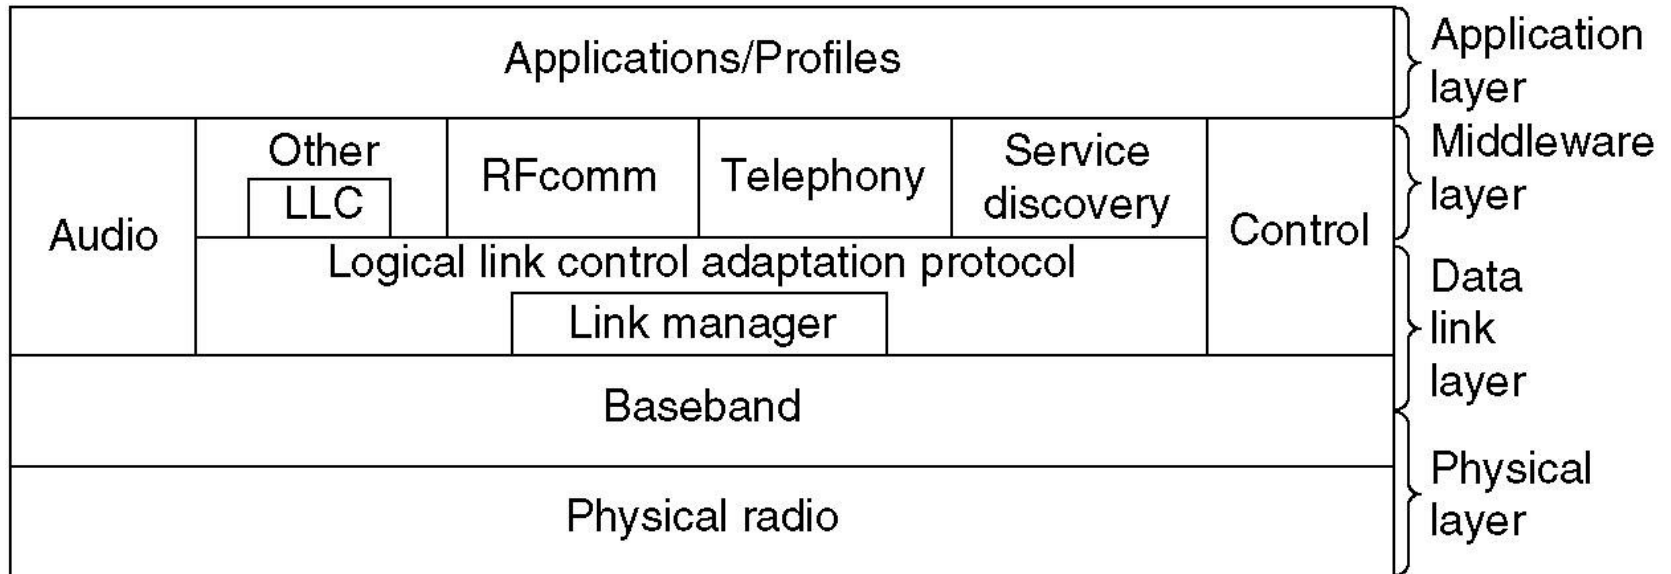 Applications/Profiles
Application
layer
Audio
Other
LLC
RFcomm
Telephony
Service
discovery
Control
Middleware
layer
Logical link control adaptation protocol
Link manager
Data
link
layer
Baseband
Physical radio
Physical
layer